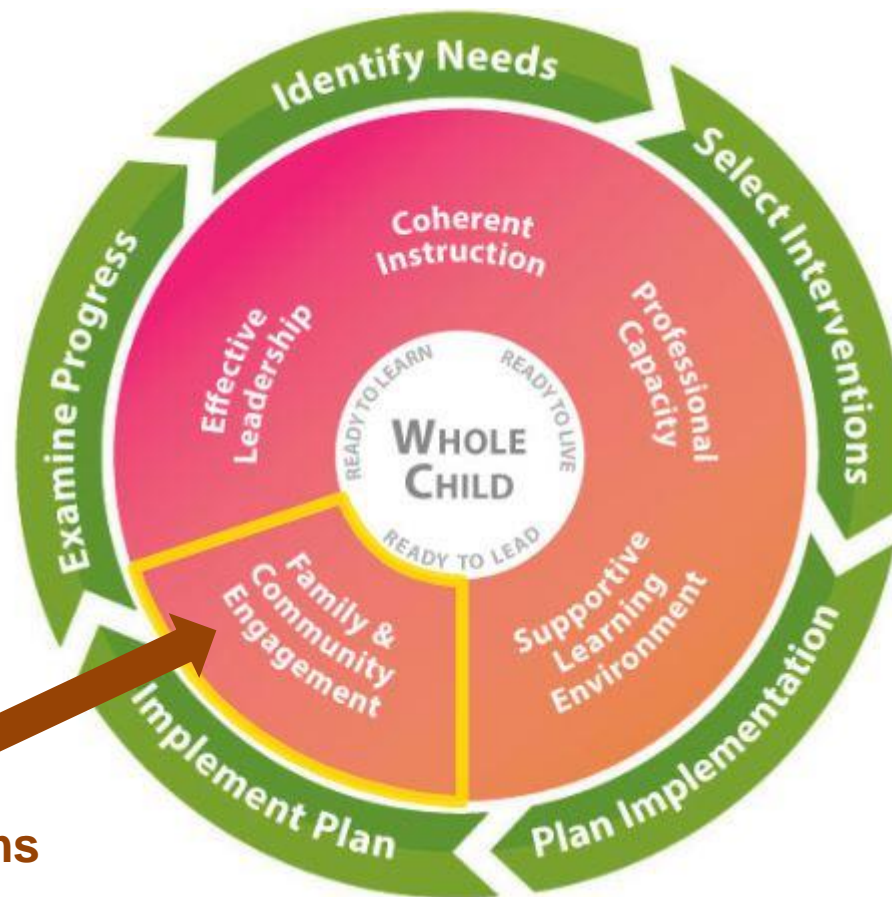 Identify Needs
Select Interventions
Plan Implementation
Implement Plan
Examine Progress
Coherent
Instruction
Professional
Capacity
Supportive
Learning
Environment
Family &
Community
Engagement
Effective
Leadership
READY TO LEARN
READY TO LIVE
READY TO LEAD
WHOLE
CHILD